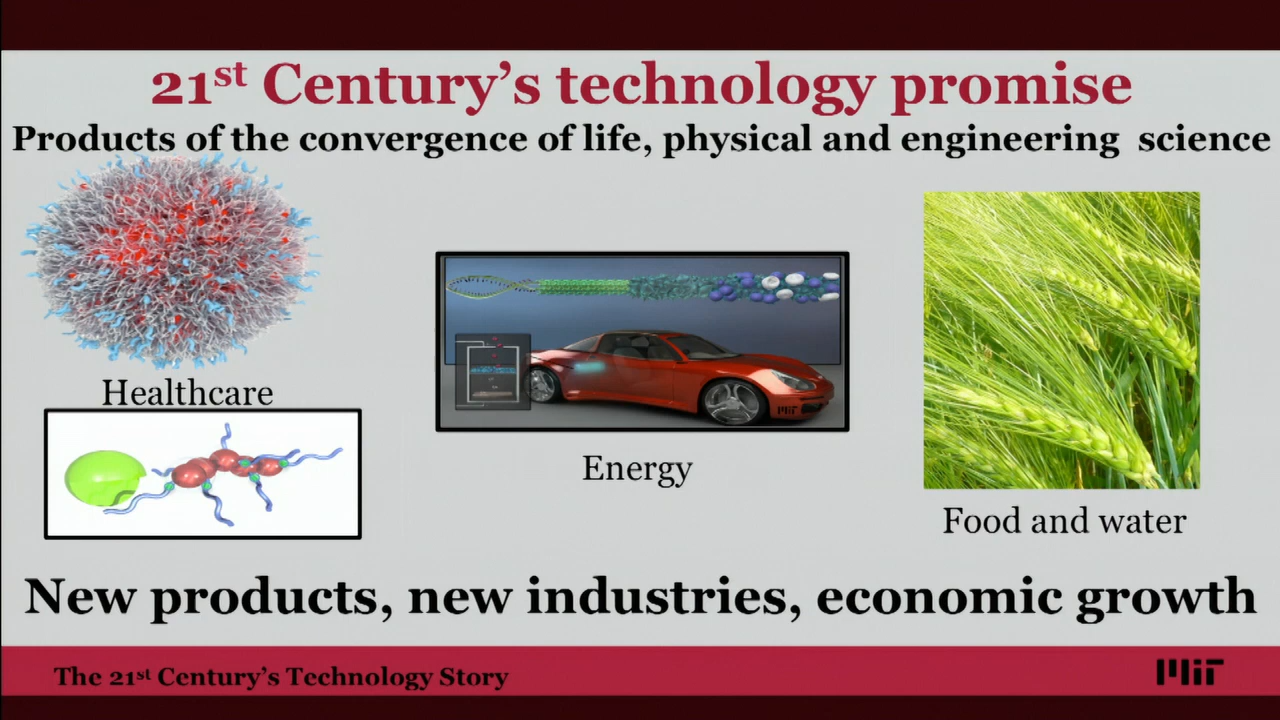 21st Century's technology promise
Products of the convergence of life, physical and engineering science
Healthcare
MIT
Energy
Food and water
New products, new industries, economic growth
The 21st Century's Technology Story
MIT